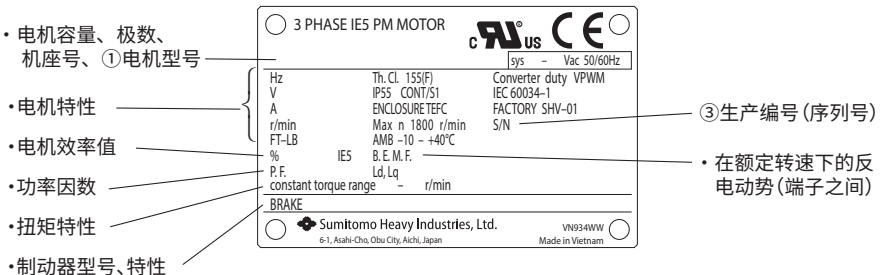 ・电机容量、极数、
机座号、①电机型号
・电机特性
・电机效率值
・功率因数
・扭矩特性
・制动器型号、特性
3 PHASE IE5 PM MOTOR
c RU US CE
sys – Vac 50/60Hz
Hz Th. Cl. 155(F) Converter duty VPWM
V IP55 CONT/S1 IEC 60034–1
A ENCLOSURE TEFC FACTORY SHV–01
r/min Max n 1800 r/min S/N
FT–LB AMB –10 – +40°C
% IE5 B. E. M. F.
P. F. Ld, Lq
constant torque range – r/min
BRAKE
Sumitomo Heavy Industries, Ltd. VN934WW
6-1, Asahi-Cho, Obu City, Aichi, Japan Made in Vietnam
③生产编号(序列号)
・在额定转速下的反
电动势(端子之间)